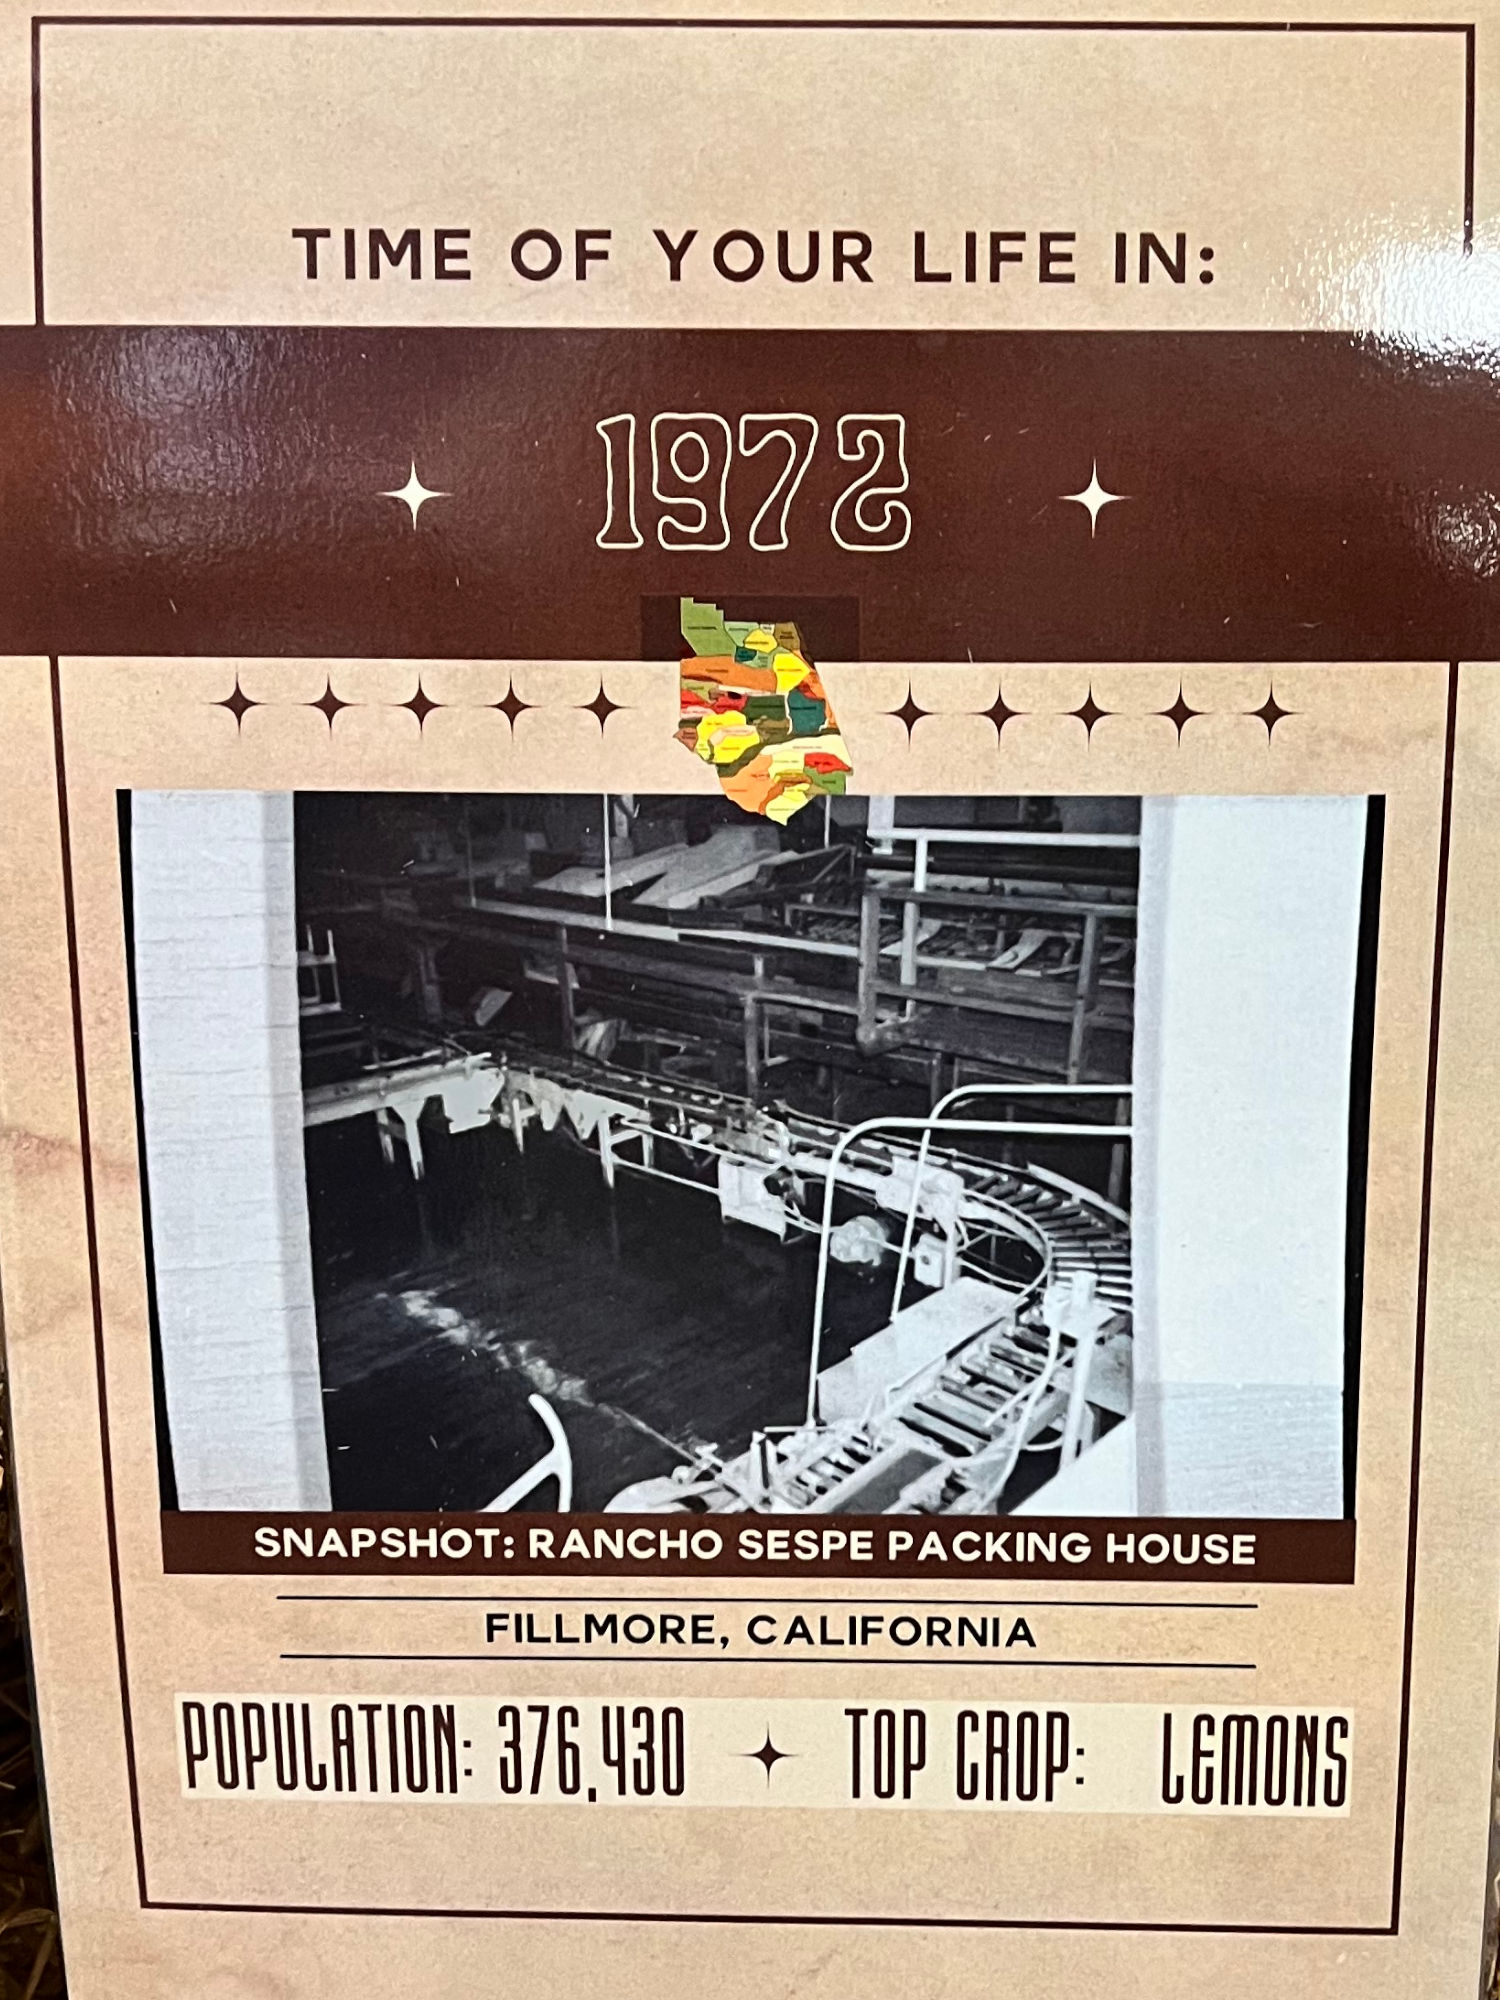 TIME OF YOUR LIFE IN:
1972
SNAPSHOT: RANCHO SESPE PACKING HOUSE
FILLMORE, CALIFORNIA
POPULATION: 376,430 TOP CROP: LEMONS